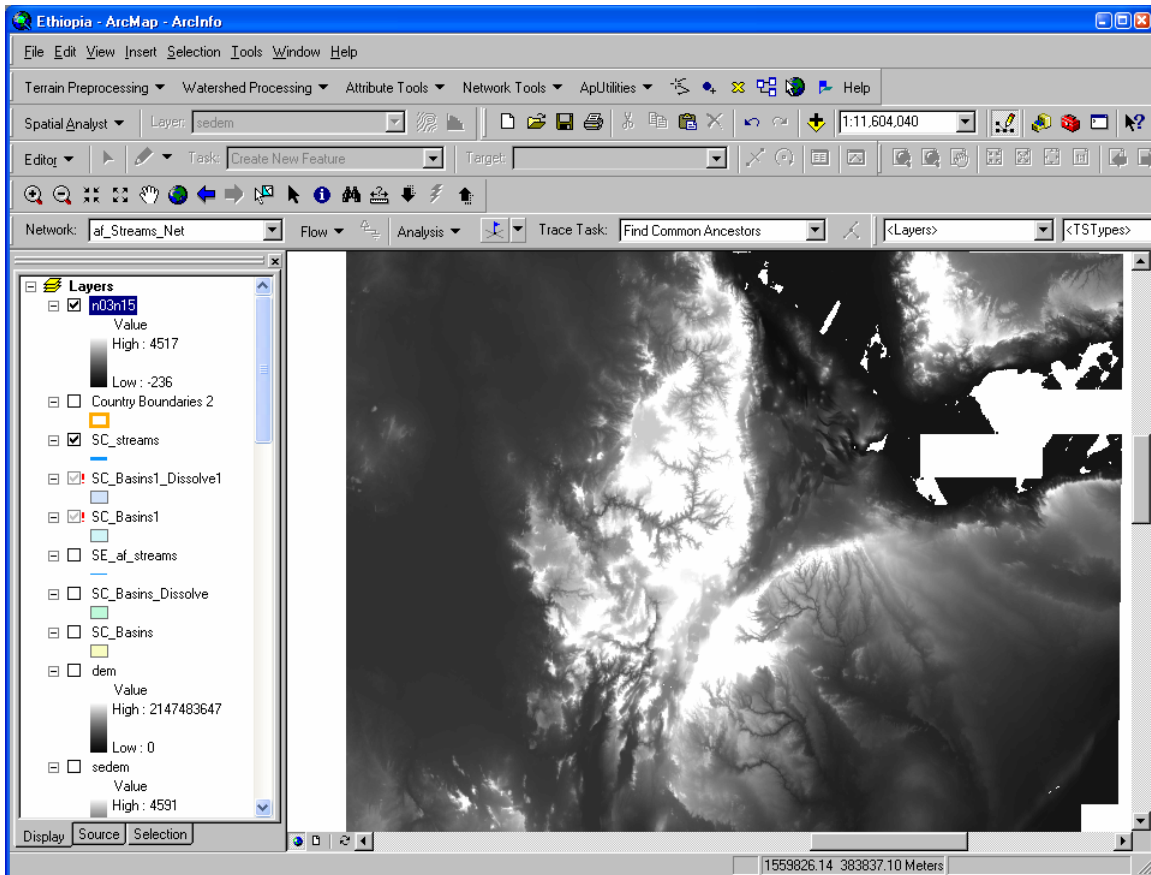 Ethiopia - ArcMap - ArcInfo
File Edit View Insert Selection Tools Window Help
Terrain Preprocessing Watershed Processing Attribute Tools Network Tools ApUtilities Help
Spatial Analyst Layer: sedem 1:11,604,040
Editor Task: Create New Feature Target:
Network: af_Streams_Net Flow Analysis Trace Task: Find Common Ancestors <Layers> <TSTypes>
Layers
n03n15
Value
High : 4517
Low : -236
Country Boundaries 2
SC_streams
SC_Basins1_Dissolve1
SC_Basins1
SE_af_streams
SC_Basins_Dissolve
SC_Basins
dem
Value
High : 2147483647
Low : 0
sedem
Value
High : 4591
Display Source Selection
1559826.14 383837.10 Meters